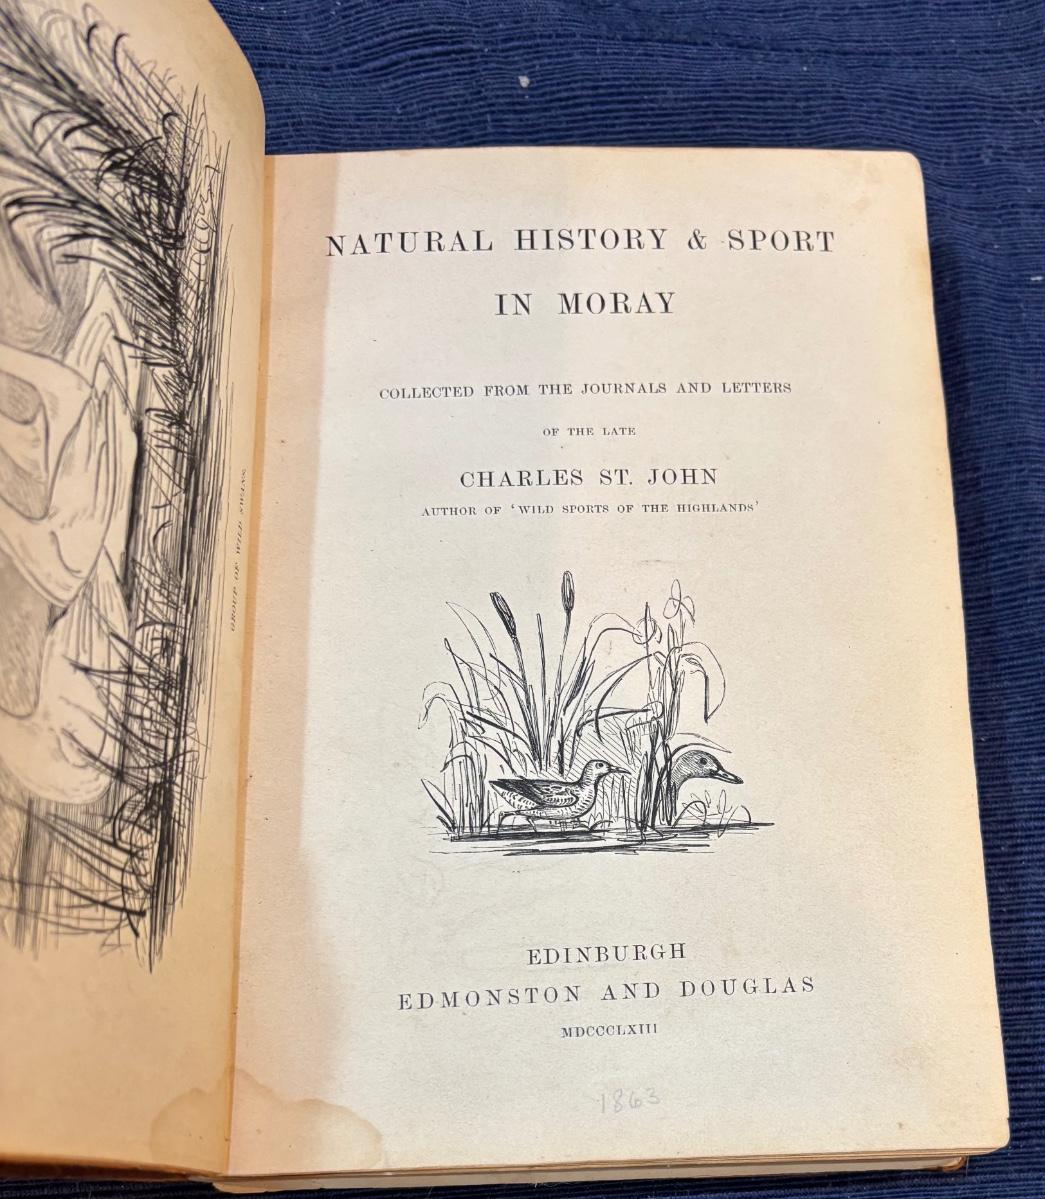 NATURAL HISTORY & SPORT
IN MORAY
COLLECTED FROM THE JOURNALS AND LETTERS
OF THE LATE
CHARLES ST. JOHN
AUTHOR OF ‘WILD SPORTS OF THE HIGHLANDS’
EDINBURGH
EDMONSTON AND DOUGLAS
MDCCCLXIII
1863
GROUP OF WILD SWANS